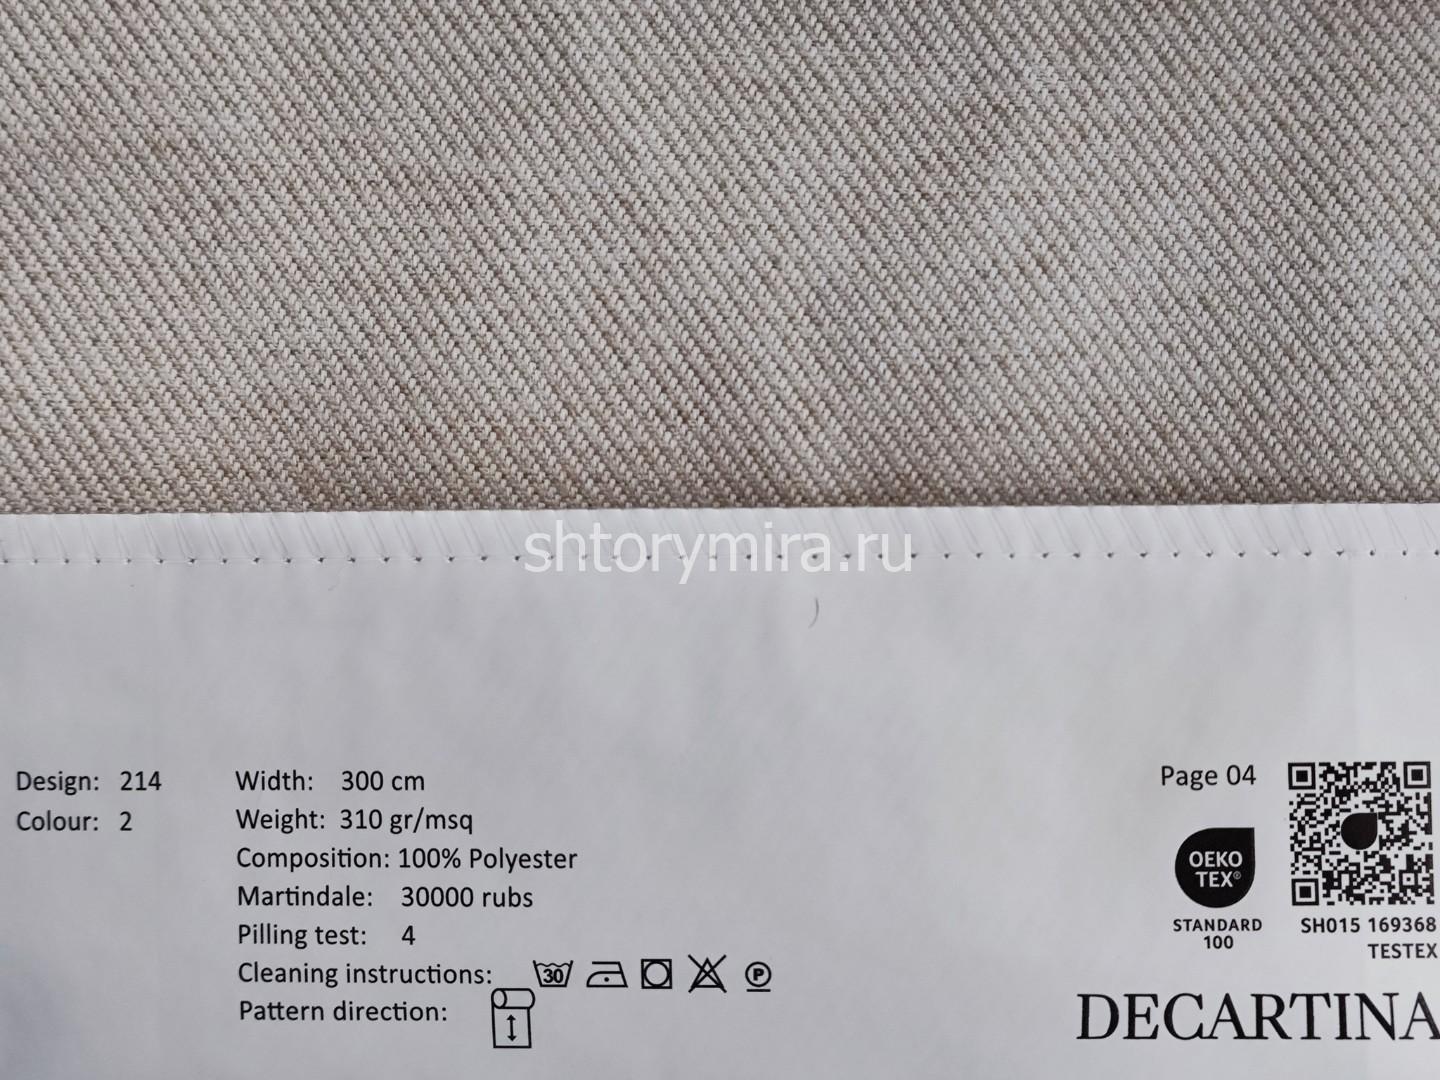 shtorymira.ru
Design: 214
Colour: 2
Width: 300 cm
Weight: 310 gr/msq
Composition: 100% Polyester
Martindale: 30000 rubs
Pilling test: 4
Cleaning instructions: 30 P
Pattern direction:
Page 04
OEKO
TEX®
STANDARD
100
SH015 169368
TESTEX
DECARTINA